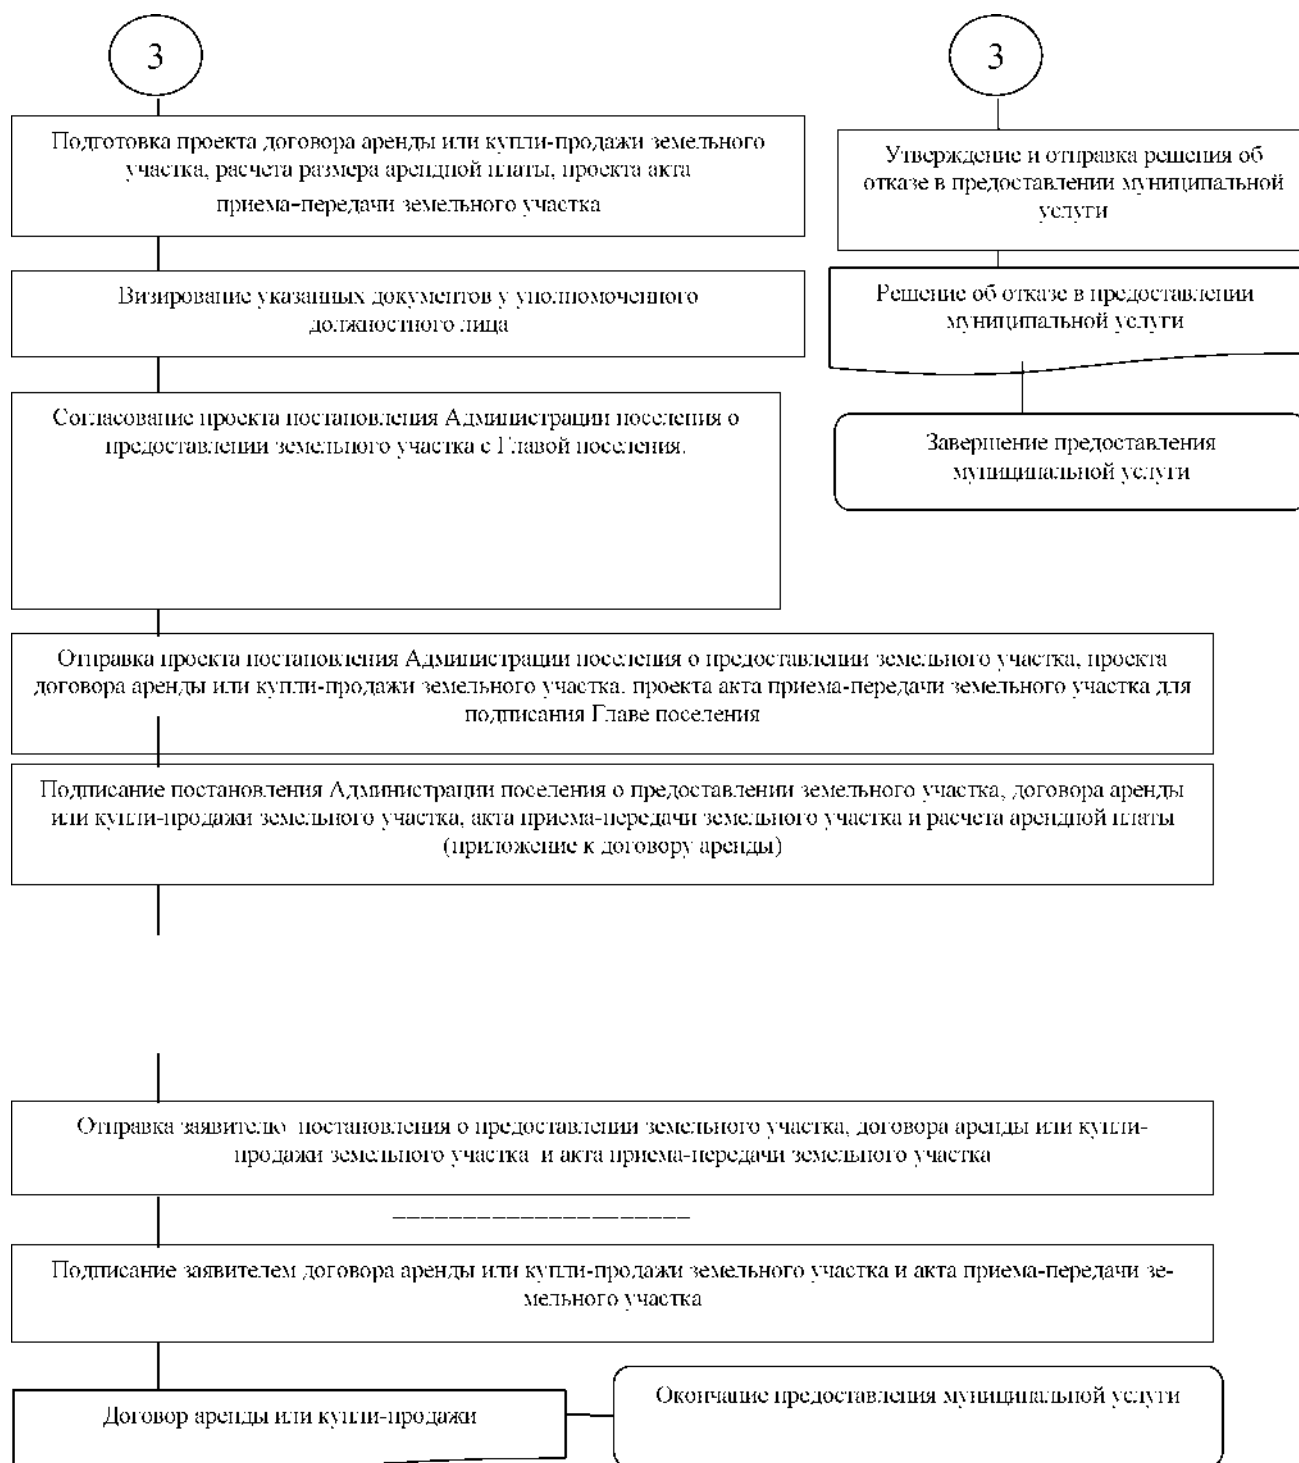 3
Подготовка проекта договора аренды или купли-продажи земельного
участка, расчета размера арендной платы, проекта акта
приема-передачи земельного участка
Визирование указанных документов у уполномоченного
должностного лица
Согласование проекта постановления Администрации поселения о
предоставлении земельного участка с Главой поселения.
3
Утверждение и отправка решения об
отказе в предоставлении муниципальной
услуги
Решение об отказе в предоставлении
муниципальной услуги
Завершение предоставления
муниципальной услуги
Отправка проекта постановления Администрации поселения о предоставлении земельного участка, проекта
договора аренды или купли-продажи земельного участка. проекта акта приема-передачи земельного участка для
подписания Главе поселения
Подписание постановления Администрации поселения о предоставлении земельного участка, договора аренды
или купли-продажи земельного участка, акта приема-передачи земельного участка и расчета арендной платы
(приложение к договору аренды)
Отправка заявителю постановления о предоставлении земельного участка, договора аренды или купли-
продажи земельного участка и акта приема-передачи земельного участка
Подписание заявителем договора аренды или купли-продажи земельного участка и акта приема-передачи зе-
мельного участка
Договор аренды или купли-продажи
Окончание предоставления муниципальной услуги